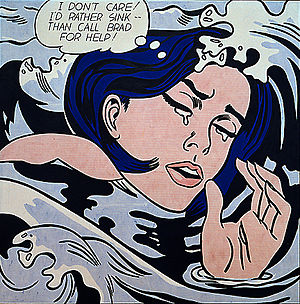 I DON'T CARE!
I'D RATHER SINK --
THAN CALL BRAD
FOR HELP!